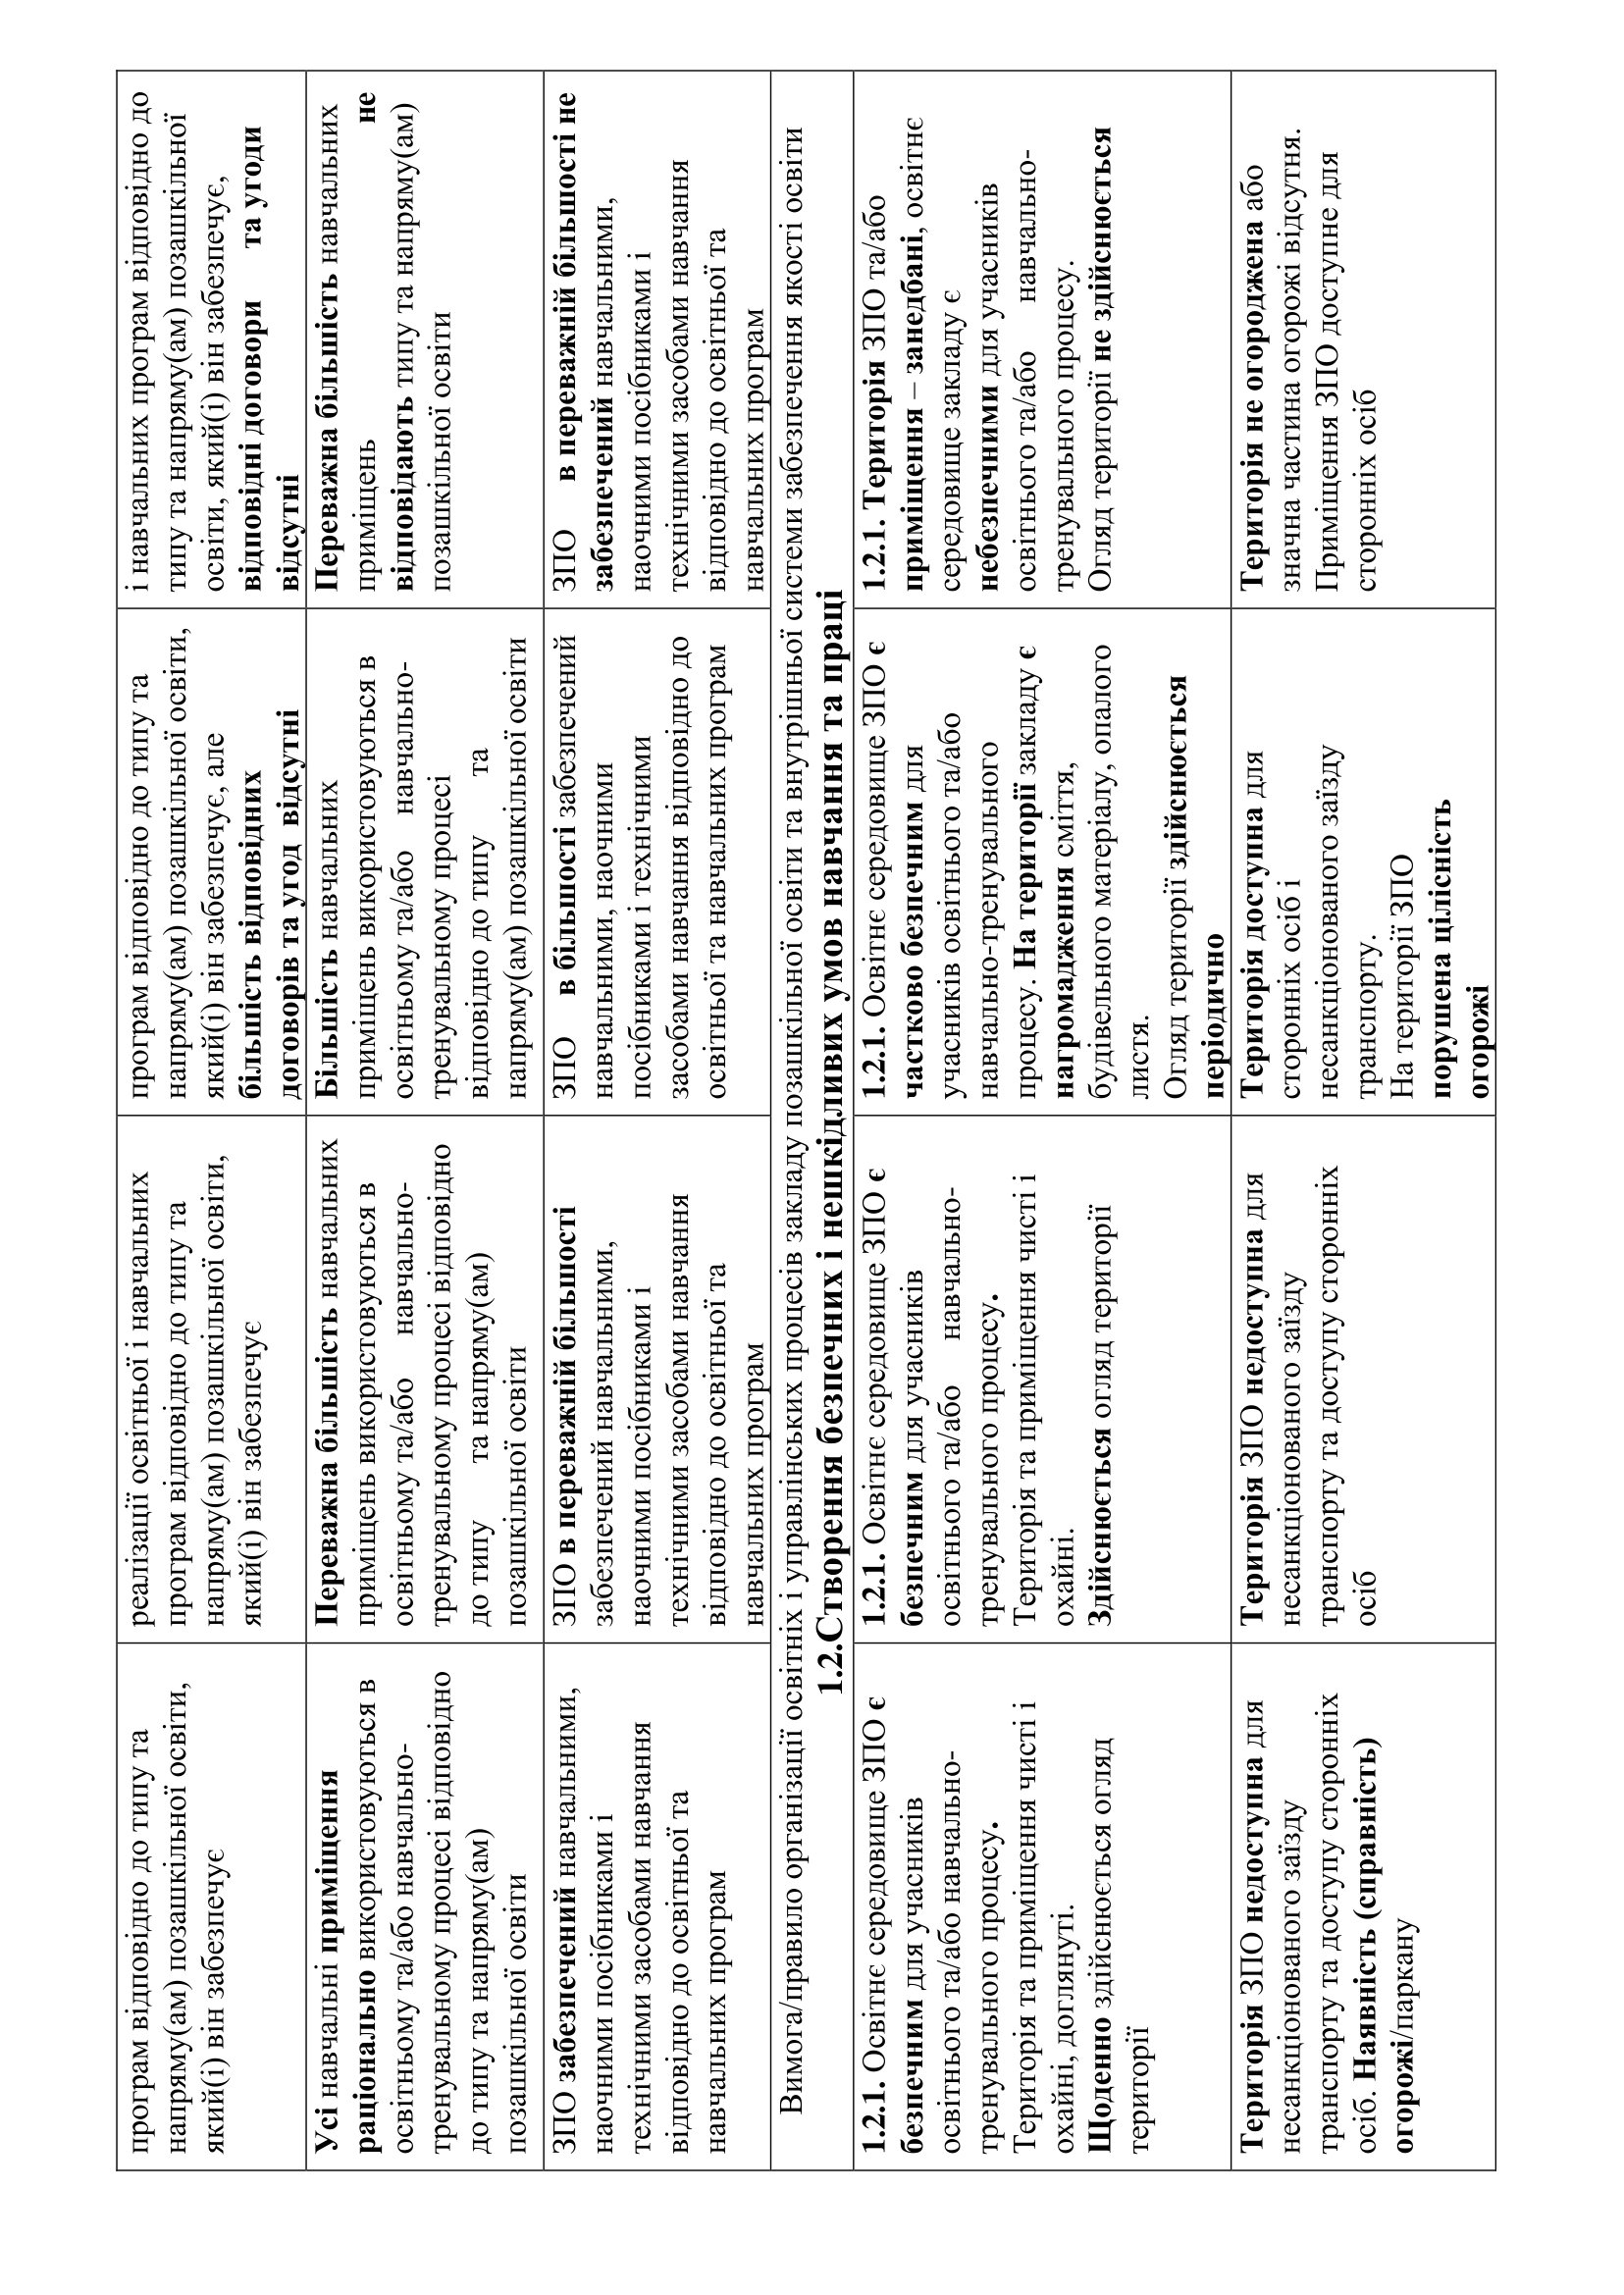 програм відповідно до типу та
напряму(ам) позашкільної освіти,
який(і) він забезпечує
реалізації освітньої і навчальних
програм відповідно до типу та
напряму(ам) позашкільної освіти,
який(і) він забезпечує
програм відповідно до типу та
напряму(ам) позашкільної освіти,
який(і) він забезпечує, але
більшість відповідних
договорів та угод відсутні
і навчальних програм відповідно до
типу та напряму(ам) позашкільної
освіти, який(і) він забезпечує,
відповідні договори та угоди
відсутні
Усі навчальні приміщення
раціонально використовуються в
освітньому та/або навчально-
тренувальному процесі відповідно
до типу та напряму(ам)
позашкільної освіти
Переважна більшість навчальних
приміщень використовуються в
освітньому та/або навчально-
тренувальному процесі відповідно
до типу та напряму(ам)
позашкільної освіти
Більшість навчальних
приміщень використовуються в
освітньому та/або навчально-
тренувальному процесі
відповідно до типу та
напряму(ам) позашкільної освіти
Переважна більшість навчальних
приміщень не
відповідають типу та напряму(ам)
позашкільної освіти
ЗПО забезпечений навчальними,
наочними посібниками і
технічними засобами навчання
відповідно до освітньої та
навчальних програм
ЗПО в переважній більшості
забезпечений навчальними,
наочними посібниками і
технічними засобами навчання
відповідно до освітньої та
навчальних програм
ЗПО в більшості забезпечений
навчальними, наочними
посібниками і технічними
засобами навчання відповідно до
освітньої та навчальних програм
ЗПО в переважній більшості не
забезпечений навчальними,
наочними посібниками і
технічними засобами навчання
відповідно до освітньої та
навчальних програм
Вимога/правило організації освітніх і управлінських процесів закладу позашкільної освіти та внутрішньої системи забезпечення якості освіти
1.2.Створення безпечних і нешкідливих умов навчання та праці
1.2.1. Освітнє середовище ЗПО є
безпечним для учасників
освітнього та/або навчально-
тренувального процесу.
Територія та приміщення чисті і
охайні, доглянуті.
Щоденно здійснюється огляд
території
1.2.1. Освітнє середовище ЗПО є
безпечним для учасників
освітнього та/або навчально-
тренувального процесу.
Територія та приміщення чисті і
охайні.
Здійснюється огляд території
1.2.1. Освітнє середовище ЗПО є
частково безпечним для
учасників освітнього та/або
навчально-тренувального
процесу. На території закладу є
нагромадження сміття,
будівельного матеріалу, опалого
листя.
Огляд території здійснюється
періодично
1.2.1. Територія ЗПО та/або
приміщення – занедбані, освітнє
середовище закладу є
небезпечними для учасників
освітнього та/або навчально-
тренувального процесу.
Огляд території не здійснюється
Територія ЗПО недоступна для
несанкціонованого заїзду
транспорту та доступу сторонніх
осіб. Наявність (справність)
огорожі/паркану
Територія ЗПО недоступна для
несанкціонованого заїзду
транспорту та доступу сторонніх
осіб
Територія доступна для
сторонніх осіб і
несанкціонованого заїзду
транспорту.
На території ЗПО
порушена цілісність
огорожі
Територія не огороджена або
значна частина огорожі відсутня.
Приміщення ЗПО доступне для
сторонніх осіб